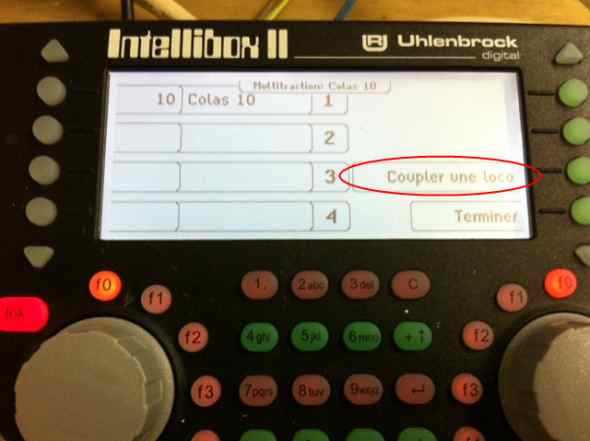 Intellibox II
Uhlenbrock
digital
Multitraction: Colas 10
10 Colas 10 1
2
3 Coupler une loco
4 Terminer
f0 1. 2abc 3def C f0
f1 f1
f2 4ghi 5jkl 6mno + ↑ f2
f3 7pqrs 8tuv 9wxyz ↵ f3